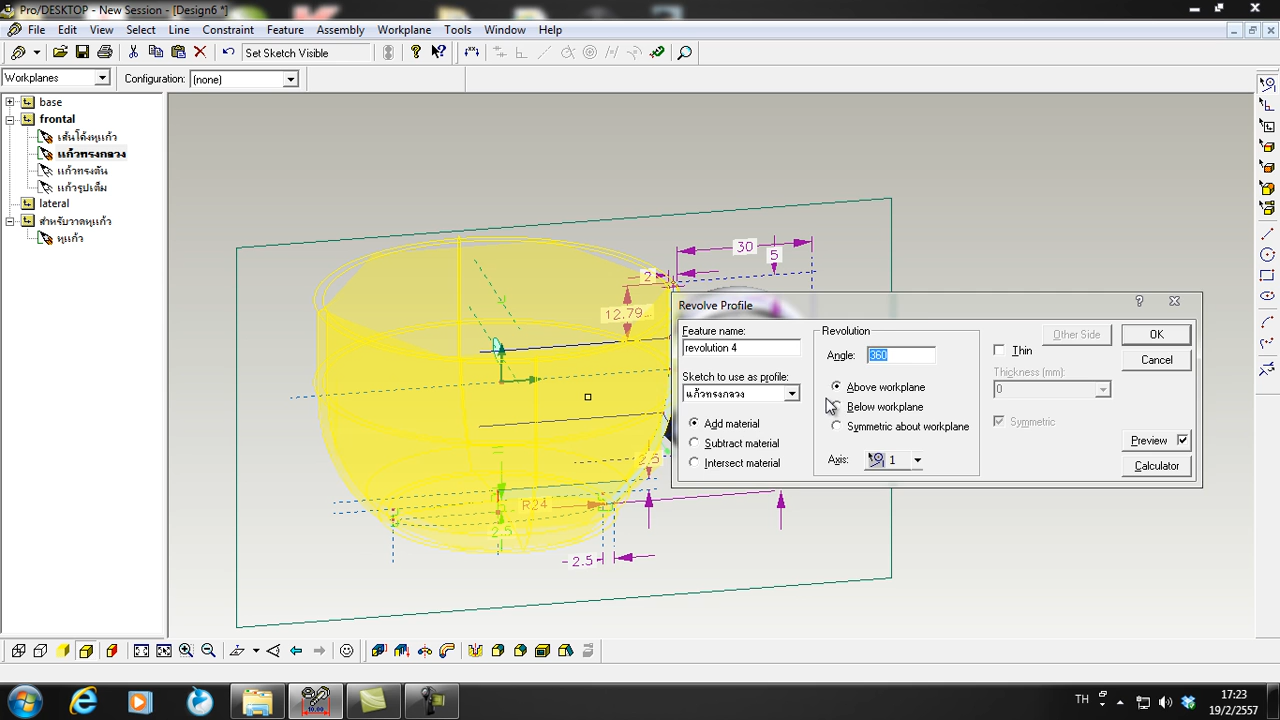 Pro/DESKTOP - New Session - [Design6 *]
File Edit View Select Line Constraint Feature Assembly Workplane Tools Window Help
Set Sketch Visible
Workplanes Configuration: (none)
base
frontal
เส้นโค้งหูแก้ว
แก้วทรงกลวง
แก้วทรงตัน
แก้วรูปเต็ม
lateral
สำหรับวาดหูแก้ว
หูแก้ว
30
5
2
12.79
2.5
R24
2.5
-2.5
Revolve Profile
Feature name:
revolution 4
Sketch to use as profile:
แก้วทรงกลวง
Add material
Subtract material
Intersect material
Revolution
Angle: 360
Above workplane
Below workplane
Symmetric about workplane
Axis: 1
Thin
Other Side
Thickness (mm):
0
Symmetric
OK
Cancel
Preview
Calculator
10.00
TH
17:23
19/2/2557